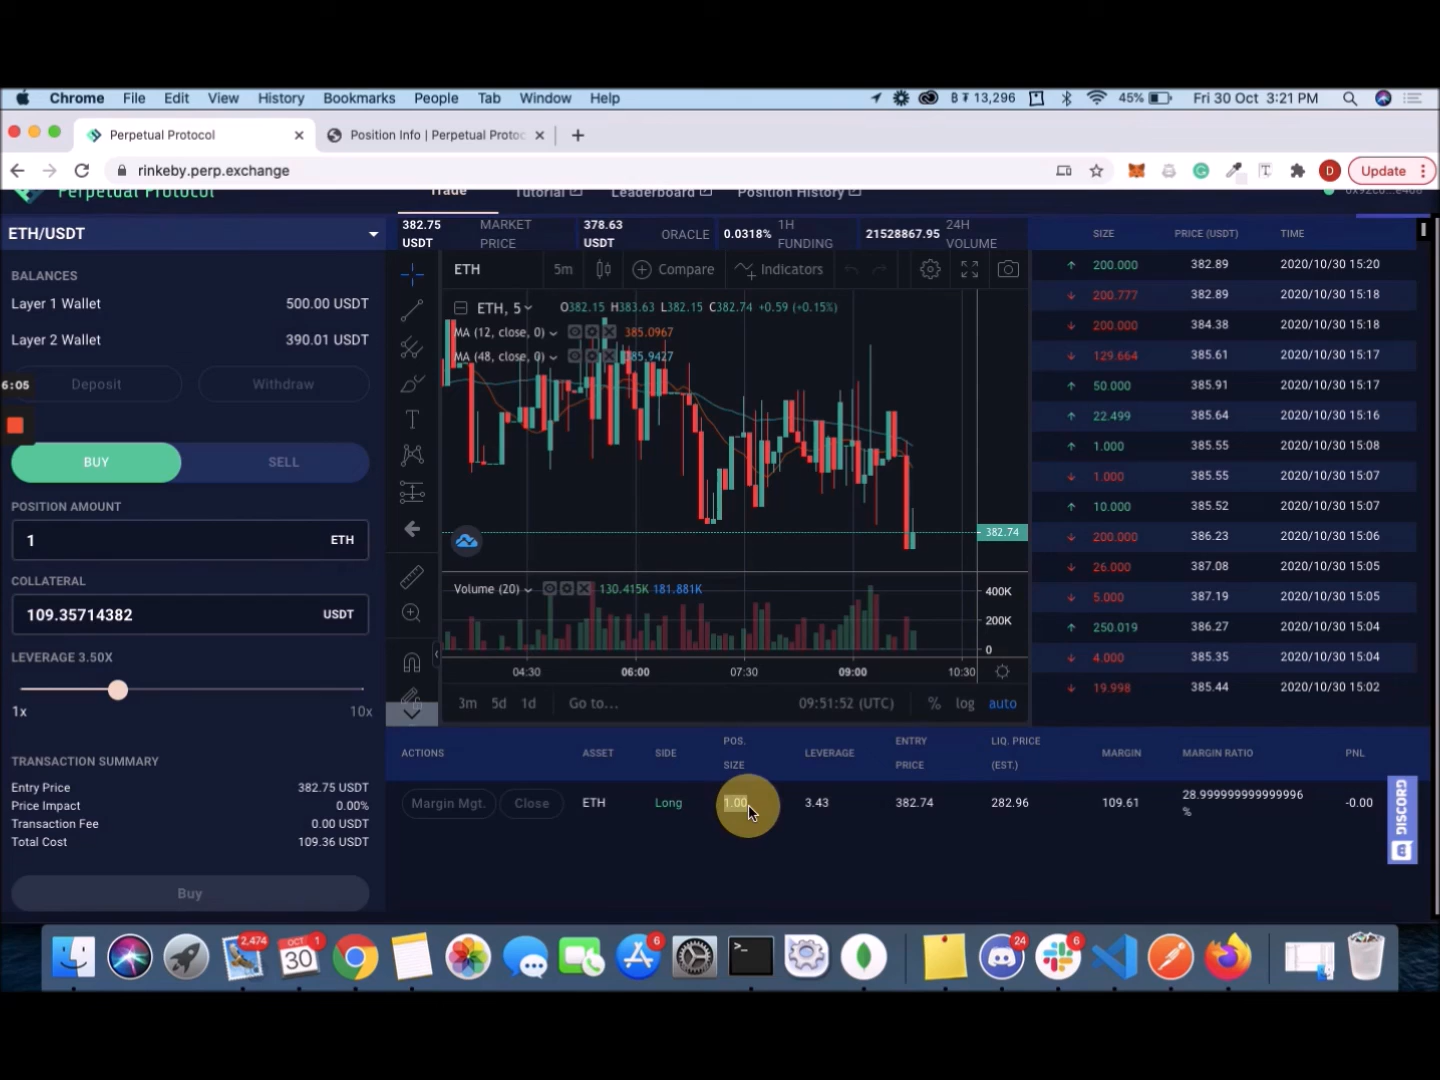 Chrome File Edit View History Bookmarks People Tab Window Help
13,296 45% Fri 30 Oct 3:21 PM
Perpetual Protocol
Position Info | Perpetual Protoc
rinkeby.perp.exchange
Update
Perpetual Protocol
Trade Tutorial Leaderboard Position History
ETH/USDT
BALANCES
Layer 1 Wallet 500.00 USDT
Layer 2 Wallet 390.01 USDT
Deposit Withdraw
6:05
BUY SELL
POSITION AMOUNT
1 ETH
COLLATERAL
109.35714382 USDT
LEVERAGE 3.50X
1x 10x
TRANSACTION SUMMARY
Entry Price 382.75 USDT
Price Impact 0.00%
Transaction Fee 0.00 USDT
Total Cost 109.36 USDT
Buy
382.75 USDT MARKET PRICE 378.63 USDT ORACLE 0.0318% 1H FUNDING 21528867.95 24H VOLUME
ETH 5m Compare Indicators
ETH, 5 O382.15 H383.63 L382.15 C382.74 +0.59 (+0.15%)
MA (12, close, 0) 385.0967
MA (48, close, 0) 385.9427
382.74
Volume (20) 130.415K 181.881K
400K
200K
0
04:30 06:00 07:30 09:00 10:30
3m 5d 1d Go to... 09:51:52 (UTC) % log auto
SIZE PRICE (USDT) TIME
200.000 382.89 2020/10/30 15:20
200.777 382.89 2020/10/30 15:18
200.000 384.38 2020/10/30 15:18
129.664 385.61 2020/10/30 15:17
50.000 385.91 2020/10/30 15:17
22.499 385.64 2020/10/30 15:16
1.000 385.55 2020/10/30 15:08
1.000 385.55 2020/10/30 15:07
10.000 385.52 2020/10/30 15:07
200.000 386.23 2020/10/30 15:06
26.000 387.08 2020/10/30 15:05
5.000 387.19 2020/10/30 15:05
250.019 386.27 2020/10/30 15:04
4.000 385.35 2020/10/30 15:04
19.998 385.44 2020/10/30 15:02
ACTIONS ASSET SIDE POS. SIZE LEVERAGE ENTRY PRICE LIQ. PRICE (EST.) MARGIN MARGIN RATIO PNL
Margin Mgt. Close ETH Long 1.00 3.43 382.74 282.96 109.61 28.999999999999996 % -0.00
DISCORD
2,474
OCT 1
30
6
24
6